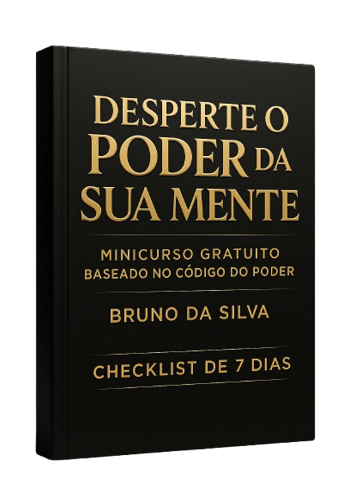 DESPERTE O
PODER DA
SUA MENTE
MINICURSO GRATUITO
BASEADO NO CÓDIGO DO PODER
BRUNO DA SILVA
CHECKLIST DE 7 DIAS